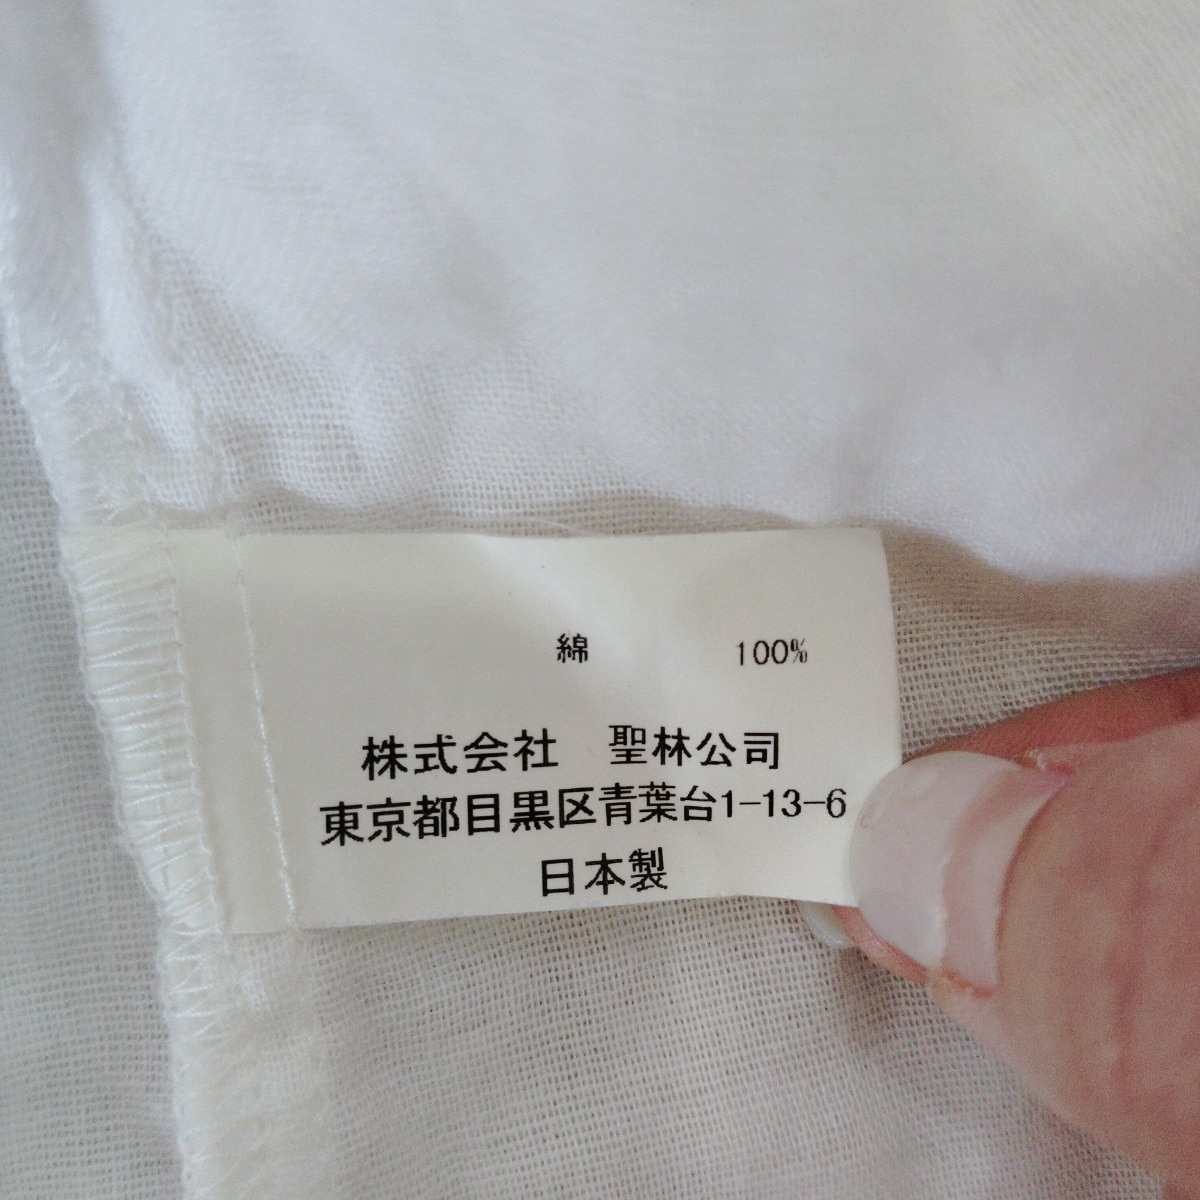 綿 100%
株式会社 聖林公司
東京都目黒区青葉台1-13-6
日本製